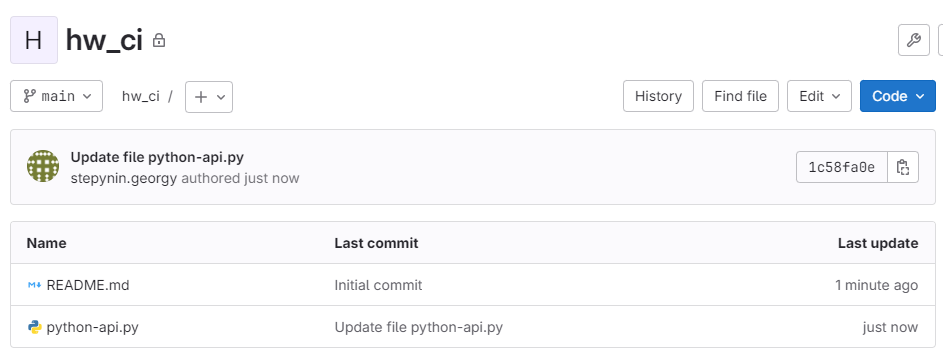 H hw_ci
main hw_ci / + History Find file Edit Code
Update file python-api.py
stepynin.georgy authored just now
1c58fa0e
Name Last commit Last update
README.md Initial commit 1 minute ago
python-api.py Update file python-api.py just now